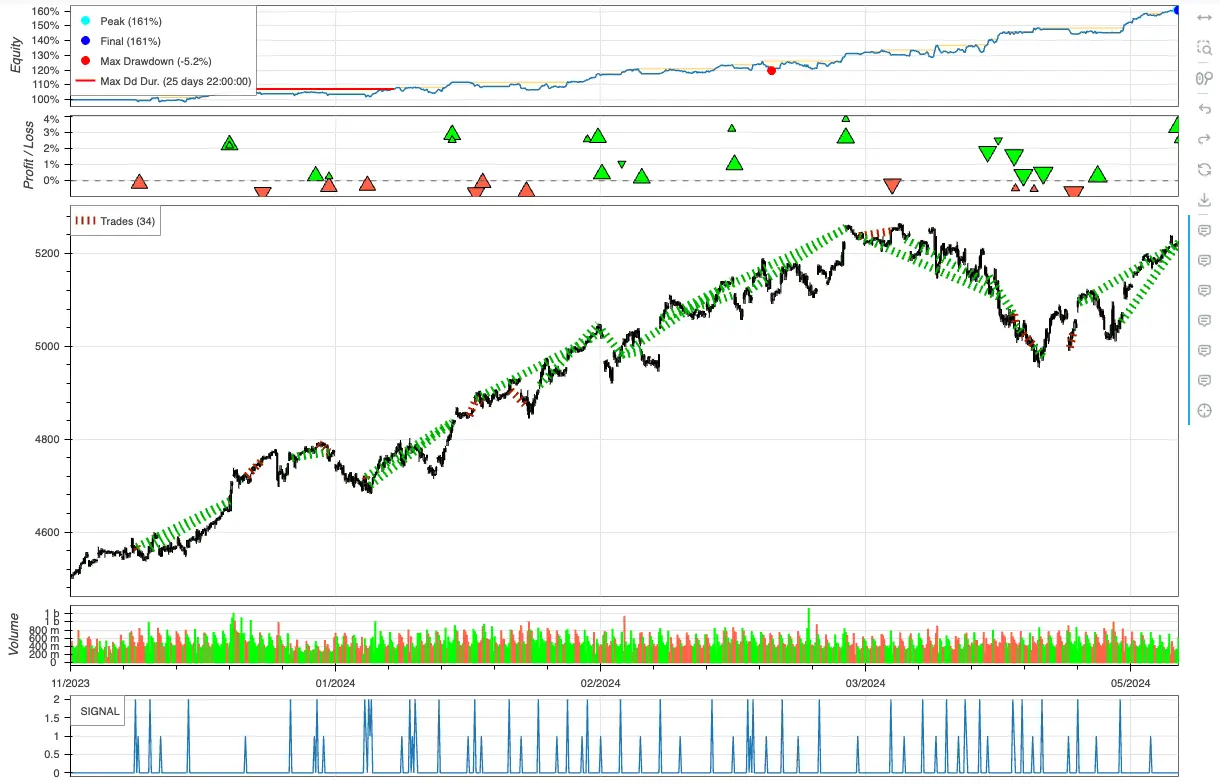 160%
150%
140%
130%
120%
110%
100%
Equity
Peak (161%)
Final (161%)
Max Drawdown (-5.2%)
Max Dd Dur. (25 days 22:00:00)
4%
3%
2%
1%
0%
Profit / Loss
Trades (34)
5200
5000
4800
4600
1 b
1 b
800 m
600 m
400 m
200 m
0
Volume
11/2023
01/2024
02/2024
03/2024
05/2024
SIGNAL
2
1.5
1
0.5
0